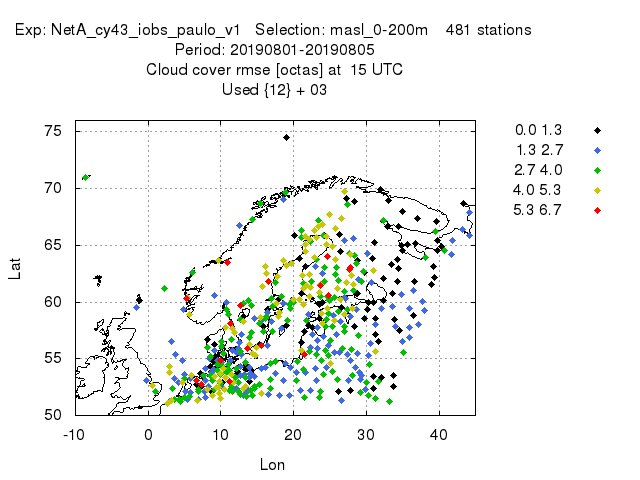 Exp: NetA_cy43_iobs_paulo_v1 Selection: masl_0-200m 481 stations
Period: 20190801-20190805
Cloud cover rmse [octas] at 15 UTC
Used {12} + 03
75
70
65
60
55
50
-10 0 10 20 30 40
Lat
Lon
0.0 1.3
1.3 2.7
2.7 4.0
4.0 5.3
5.3 6.7